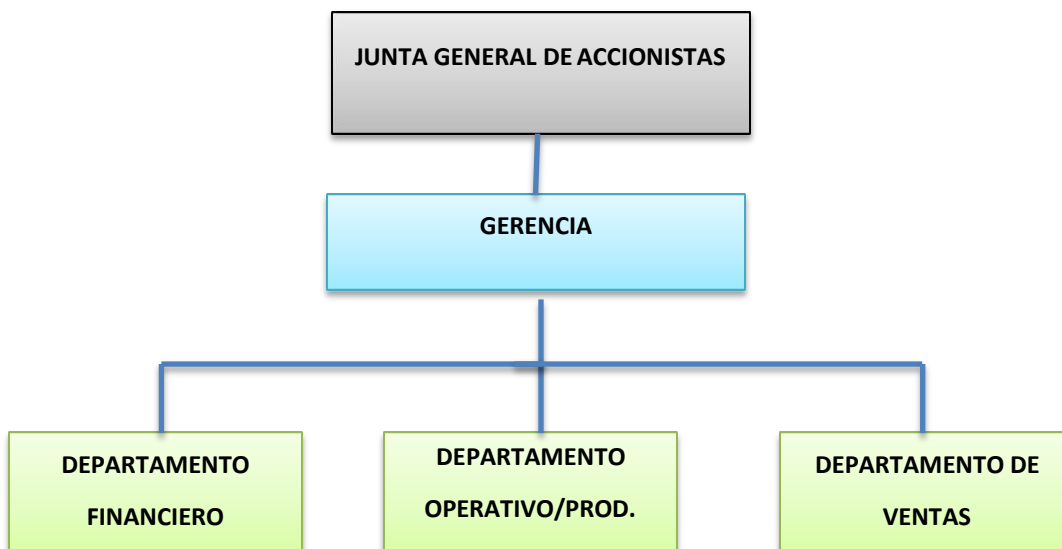 JUNTA GENERAL DE ACCIONISTAS
GERENCIA
DEPARTAMENTO
FINANCIERO
DEPARTAMENTO
OPERATIVO/PROD.
DEPARTAMENTO DE
VENTAS